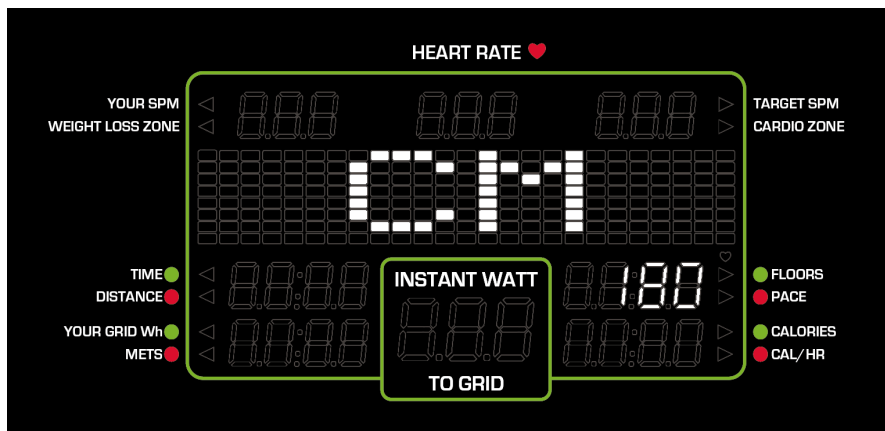 HEART RATE
YOUR SPM
TARGET SPM
WEIGHT LOSS ZONE
CARDIO ZONE
CM
TIME
INSTANT WATT
180
FLOORS
DISTANCE
PACE
YOUR GRID Wh
CALORIES
METS
TO GRID
CAL/HR